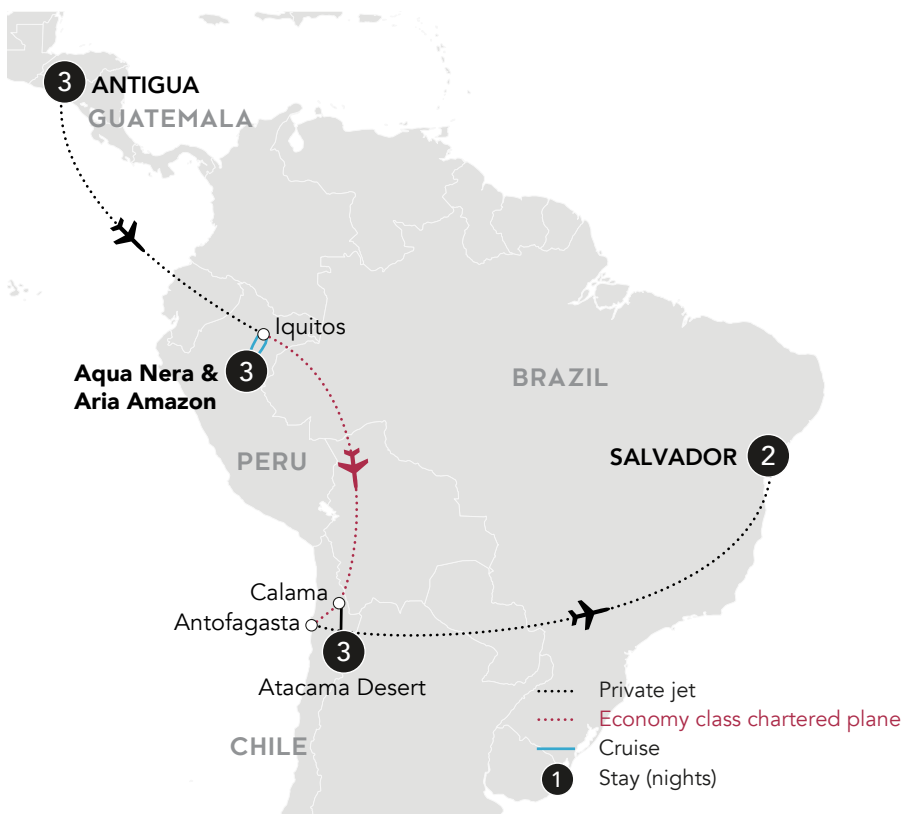 3 ANTIGUA
GUATEMALA
Iquitos
Aqua Nera &
Aria Amazon
3
BRAZIL
PERU
SALVADOR 2
Calama
Antofagasta
3
Atacama Desert
CHILE
Private jet
Economy class chartered plane
Cruise
1 Stay (nights)